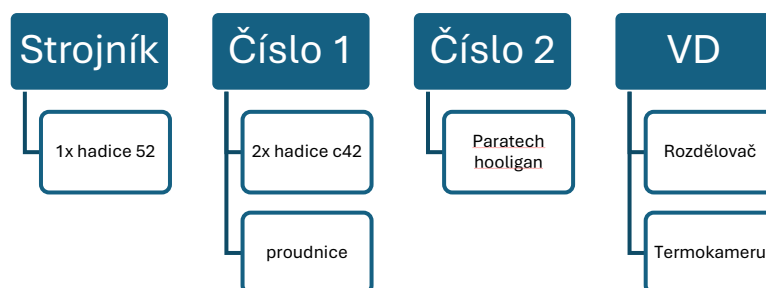 Strojník
1x hadice 52
Číslo 1
2x hadice c42
proudnice
Číslo 2
Paratech
hooligan
VD
Rozdělovač
Termokameru